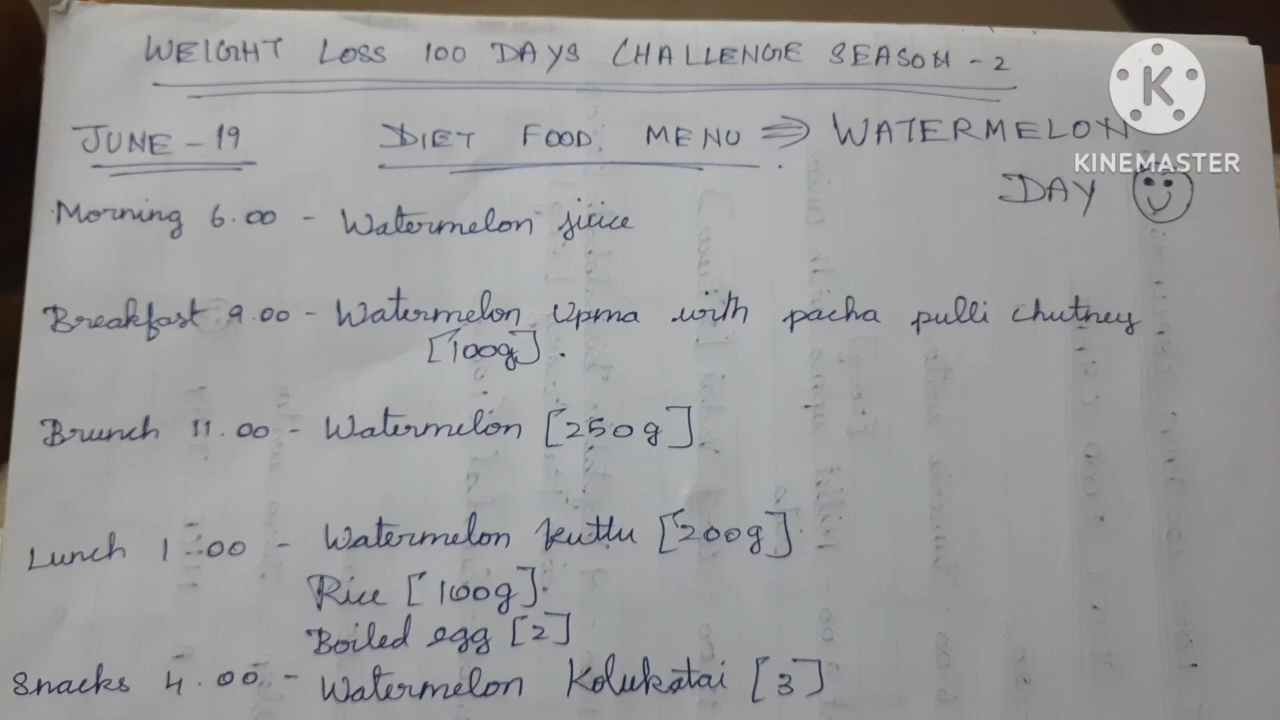 WEIGHT LOSS 100 DAYS CHALLENGE SEASON - 2
JUNE - 19 DIET FOOD MENU ⇒ WATERMELON
DAY
K
KINEMASTER
Morning 6.00 - Watermelon juice
Breakfast 9.00 - Watermelon Upma with pacha pulli chutney
[100g].
Brunch 11.00 - Watermelon [250g]
Lunch 1.00 - Watermelon kuttu [200g].
Rice [100g].
Boiled egg [2]
Snacks 4.00 - Watermelon Kolukatai [3]